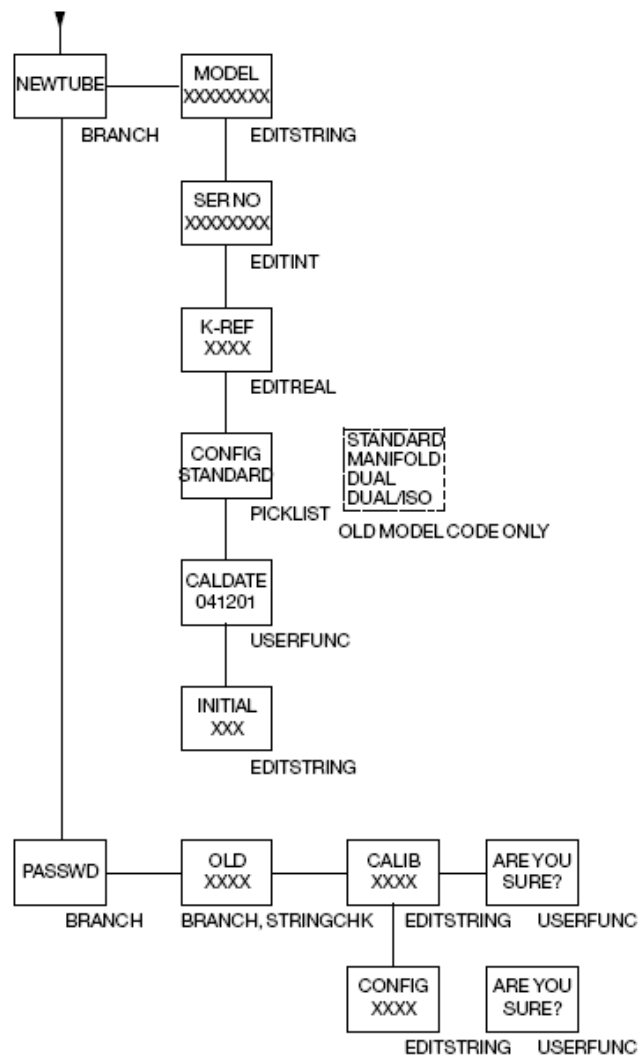 NEWTUBE
BRANCH
MODEL
XXXXXXXX
EDITSTRING
SER NO
XXXXXXXX
EDITINT
K-REF
XXXX
EDITREAL
CONFIG
STANDARD
PICKLIST
STANDARD
MANIFOLD
DUAL
DUAL/ISO
OLD MODEL CODE ONLY
CALDATE
041201
USERFUNC
INITIAL
XXX
EDITSTRING
PASSWD
BRANCH
OLD
XXXX
BRANCH, STRINGCHK
CALIB
XXXX
EDITSTRING
ARE YOU
SURE?
USERFUNC
CONFIG
XXXX
EDITSTRING
ARE YOU
SURE?
USERFUNC